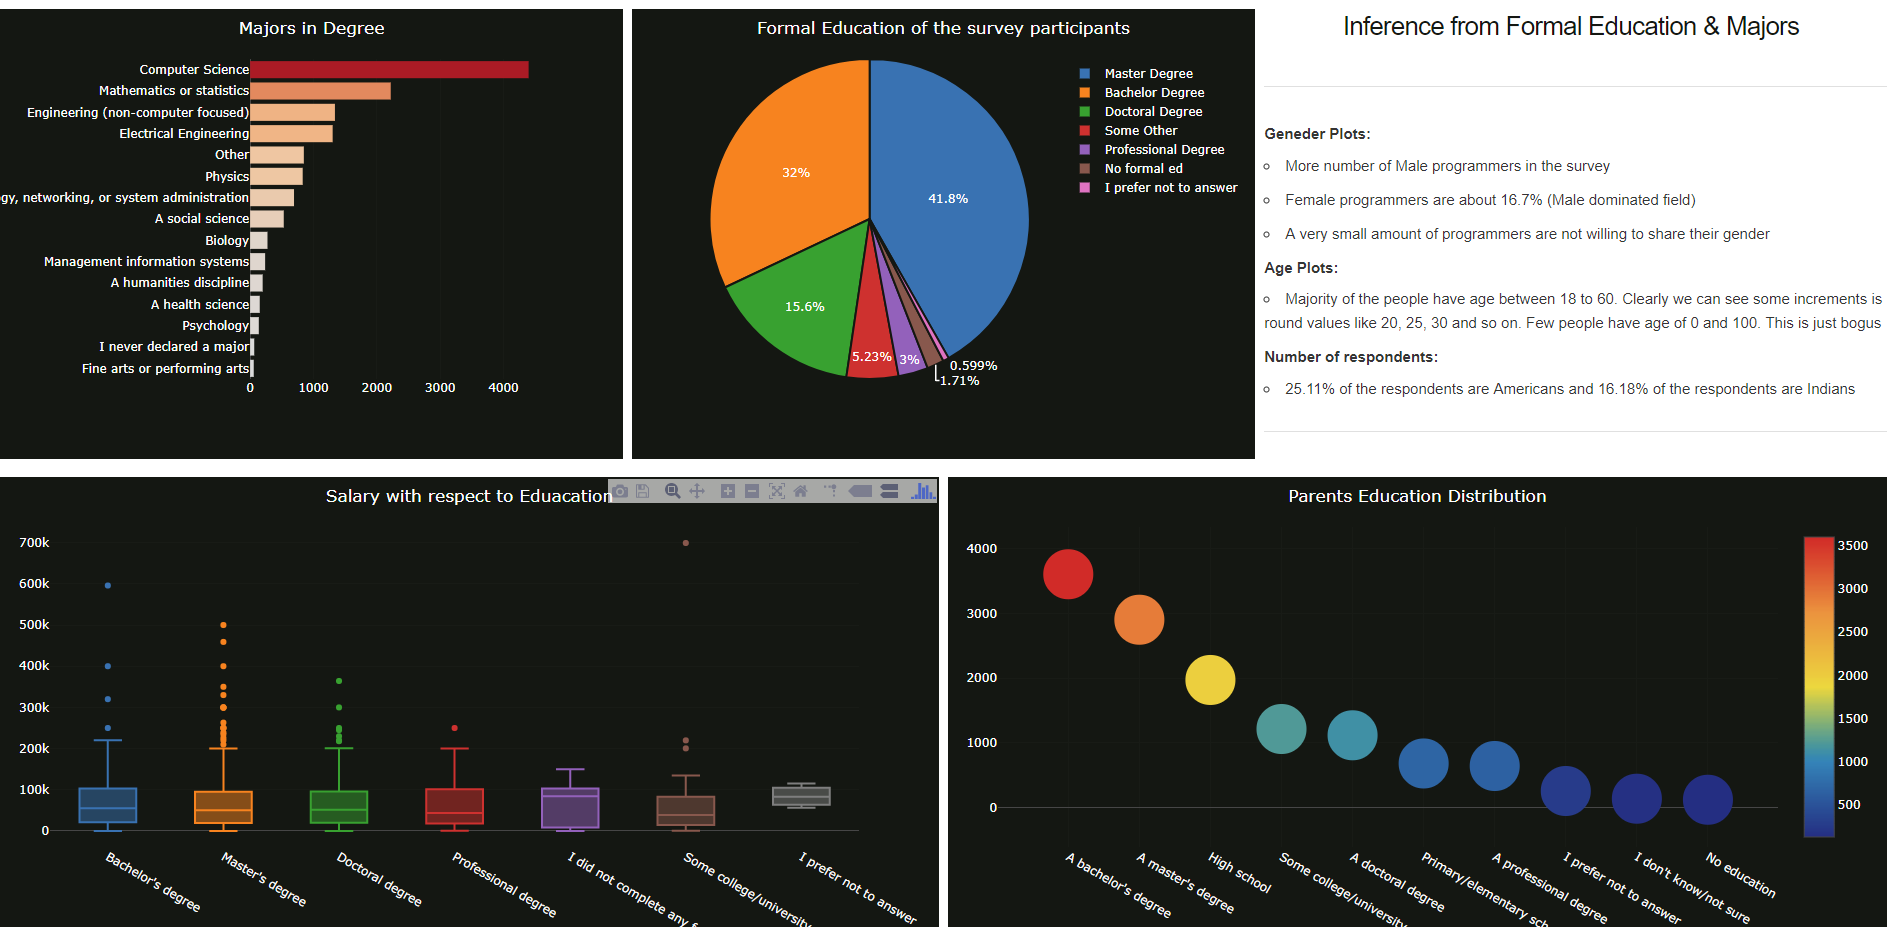 Majors in Degree
Computer Science
Mathematics or statistics
Engineering (non-computer focused)
Electrical Engineering
Other
Physics
gy, networking, or system administration
A social science
Biology
Management information systems
A humanities discipline
A health science
Psychology
I never declared a major
Fine arts or performing arts
0 1000 2000 3000 4000
Formal Education of the survey participants
Master Degree
Bachelor Degree
Doctoral Degree
Some Other
Professional Degree
No formal ed
I prefer not to answer
32%
41.8%
15.6%
5.23%
3%
0.599%
1.71%
Inference from Formal Education & Majors
Geneder Plots:
More number of Male programmers in the survey
Female programmers are about 16.7% (Male dominated field)
A very small amount of programmers are not willing to share their gender
Age Plots:
Majority of the people have age between 18 to 60. Clearly we can see some increments is
round values like 20, 25, 30 and so on. Few people have age of 0 and 100. This is just bogus
Number of respondents:
25.11% of the respondents are Americans and 16.18% of the respondents are Indians
Salary with respect to Eduacation
700k
600k
500k
400k
300k
200k
100k
0
Bachelor's degree
Master's degree
Doctoral degree
Professional degree
I did not complete any f
Some college/university
I prefer not to answer
Parents Education Distribution
4000
3000
2000
1000
0
A bachelor's degree
A master's degree
High school
Some college/university
A doctoral degree
Primary/elementary sch
A professional degree
I prefer not to answer
I don't know/not sure
No education
3500
3000
2500
2000
1500
1000
500